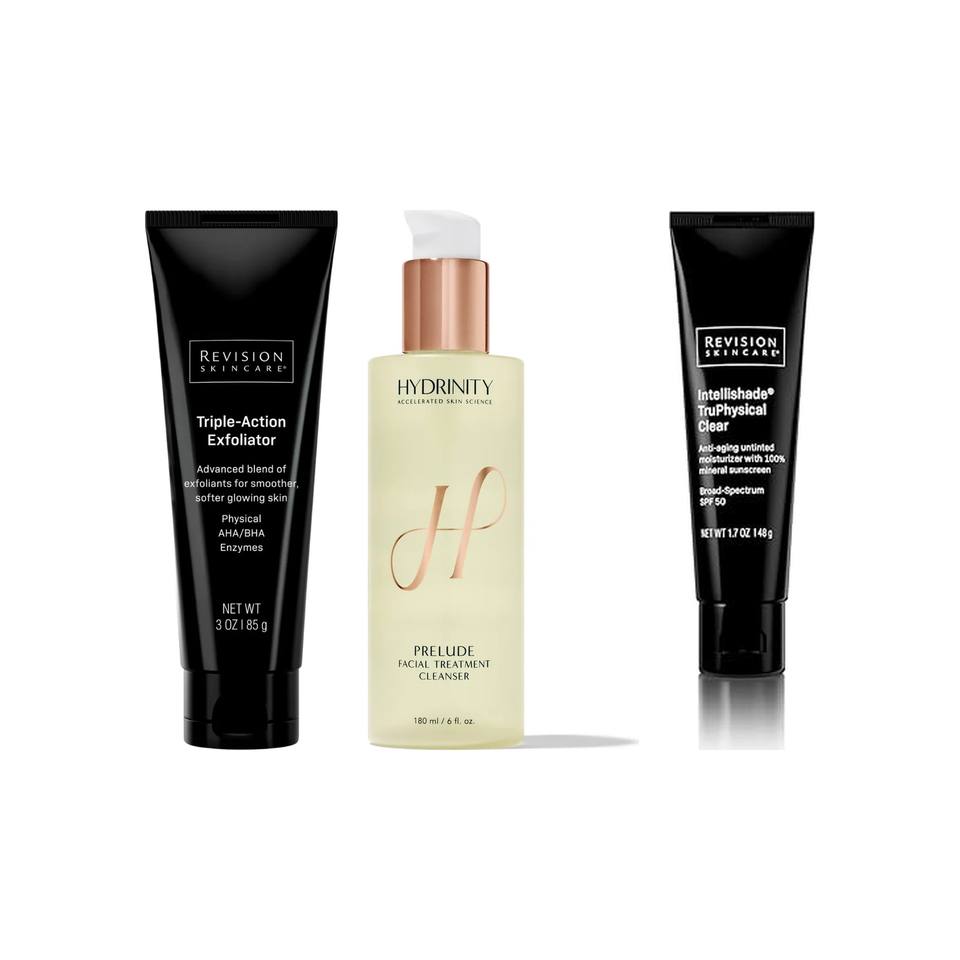 REVISION
SKINCARE®
Triple-Action
Exfoliator
Advanced blend of
exfoliants for smoother,
softer glowing skin
Physical
AHA/BHA
Enzymes
NET WT
3 OZ | 85 g
HYDRINITY
ACCELERATED SKIN SCIENCE
H
PRELUDE
FACIAL TREATMENT
CLEANSER
180 ml / 6 fl. oz.
REVISION
SKINCARE®
Intellishade®
TruPhysical
Clear
Anti-aging untinted
moisturizer with 100%
mineral sunscreen
Broad-Spectrum
SPF 50
NET WT 1.7 OZ | 48 g